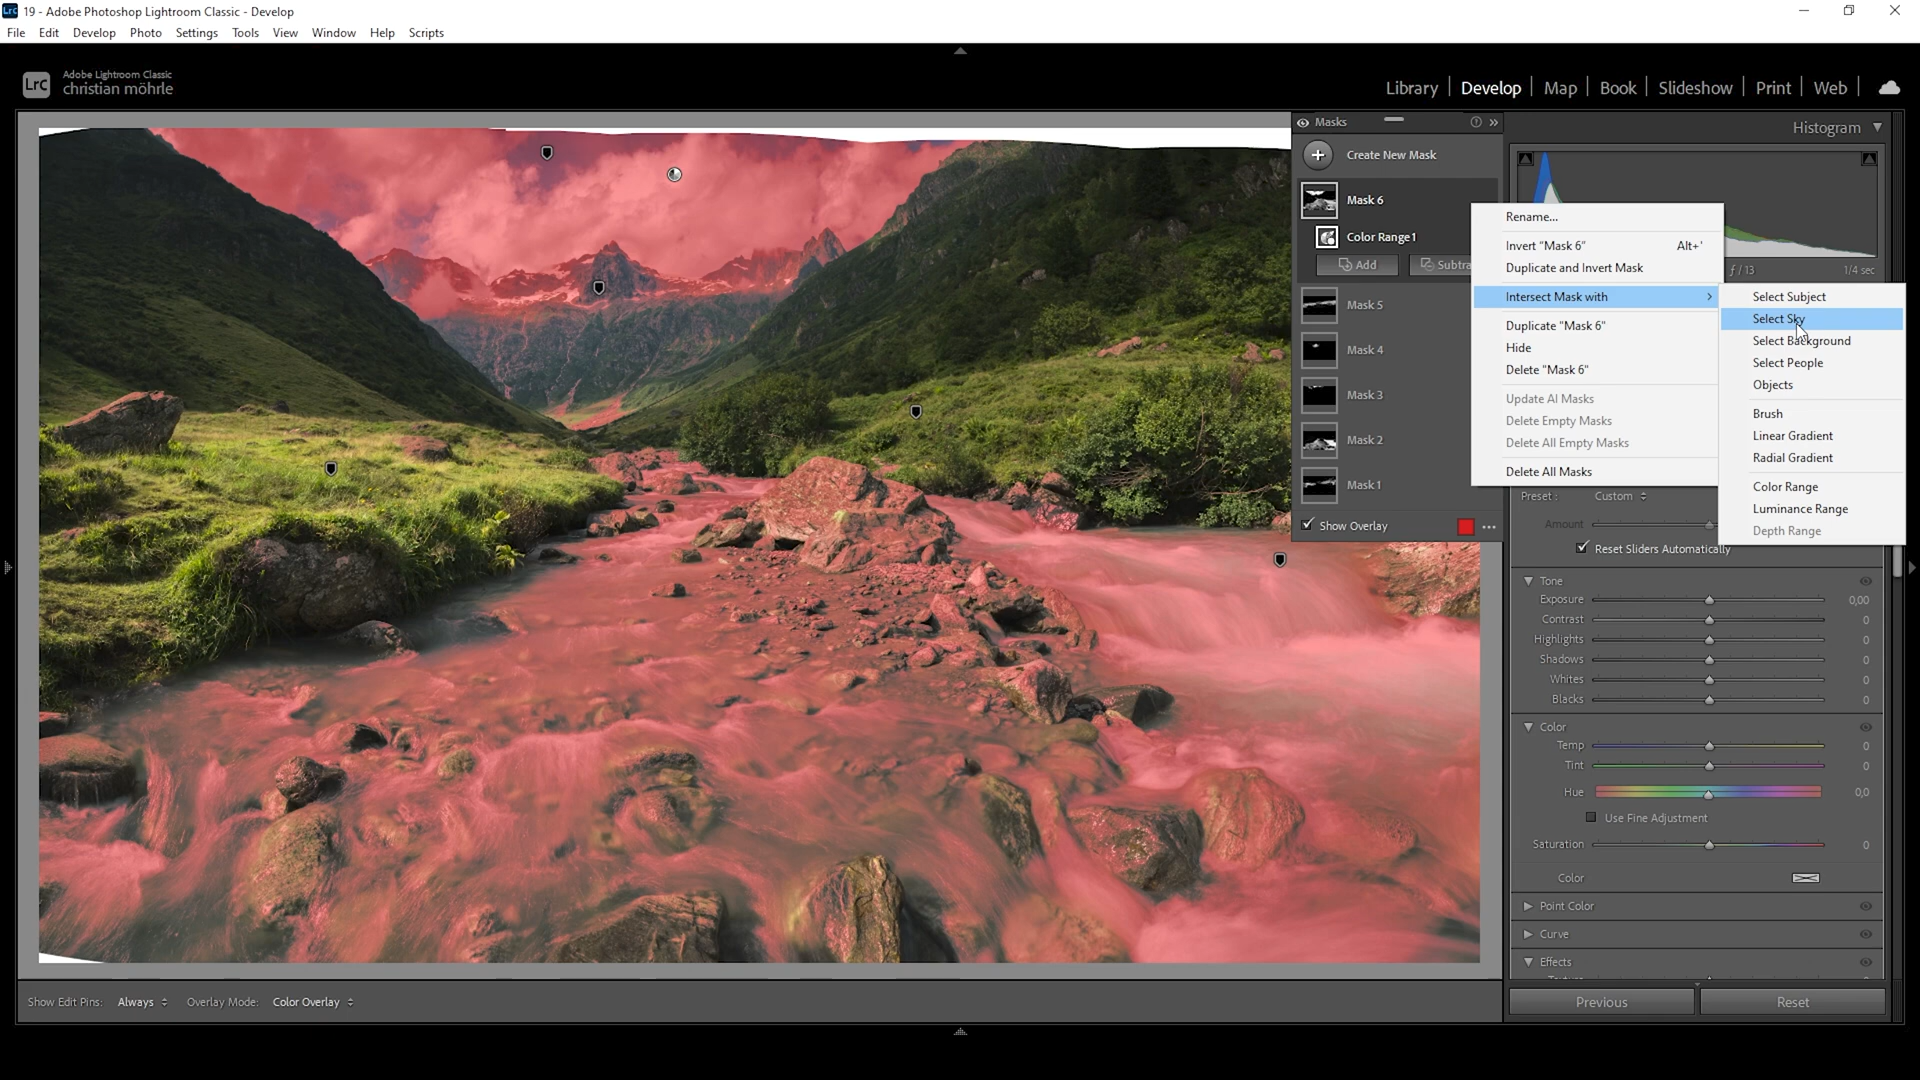 19 - Adobe Photoshop Lightroom Classic - Develop
File Edit Develop Photo Settings Tools View Window Help Scripts
LrC
Adobe Lightroom Classic
christian möhrle
Library Develop Map Book Slideshow Print Web
Masks
Create New Mask
Mask 6
Color Range 1
Add
Subtra
Mask 5
Mask 4
Mask 3
Mask 2
Mask 1
Show Overlay
Histogram
ƒ / 13 1/4 sec
Rename...
Invert "Mask 6" Alt+'
Duplicate and Invert Mask
Intersect Mask with
Duplicate "Mask 6"
Hide
Delete "Mask 6"
Update AI Masks
Delete Empty Masks
Delete All Empty Masks
Delete All Masks
Select Subject
Select Sky
Select Background
Select People
Objects
Brush
Linear Gradient
Radial Gradient
Color Range
Luminance Range
Depth Range
Preset : Custom
Amount
Reset Sliders Automatically
Tone
Exposure 0,00
Contrast 0
Highlights 0
Shadows 0
Whites 0
Blacks 0
Color
Temp 0
Tint 0
Hue 0,0
Use Fine Adjustment
Saturation 0
Color
Point Color
Curve
Effects
Previous Reset
Show Edit Pins: Always Overlay Mode: Color Overlay